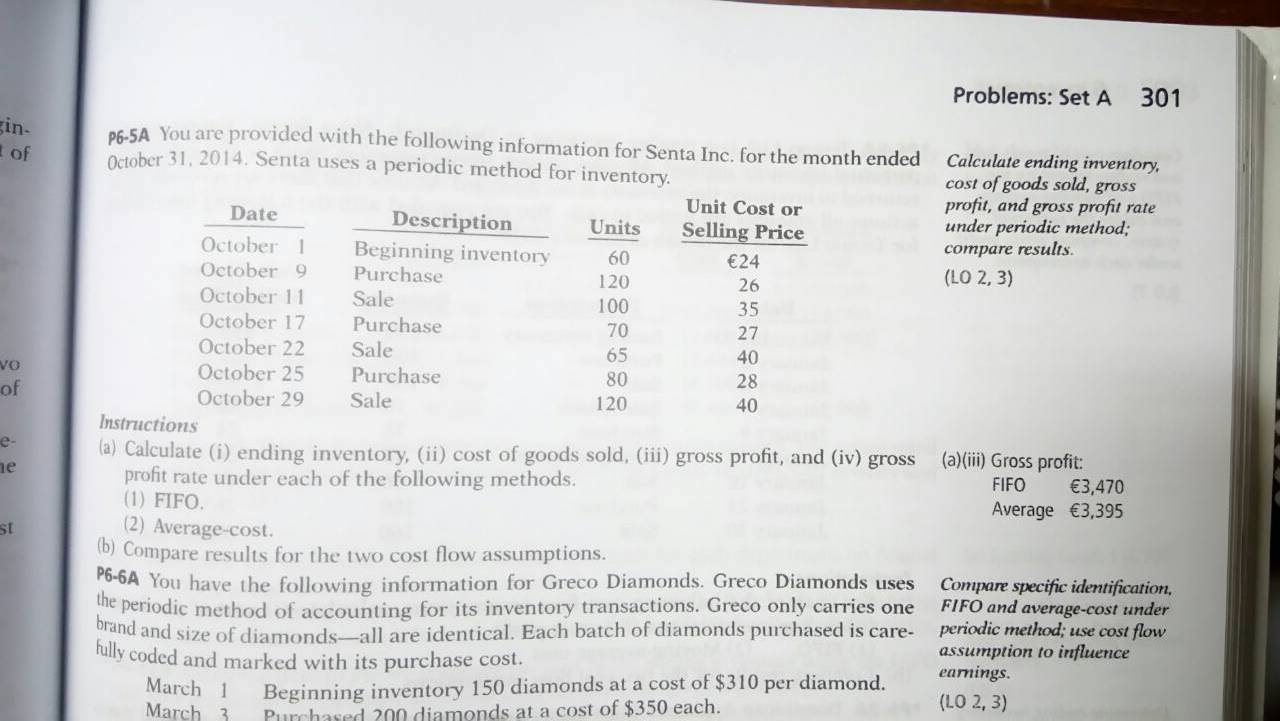 Problems: Set A 301
gin-
t of
vo
of
e-
ne
st
P6-5A You are provided with the following information for Senta Inc. for the month ended
October 31, 2014. Senta uses a periodic method for inventory.
Calculate ending inventory,
cost of goods sold, gross
profit, and gross profit rate
under periodic method;
compare results.
(LO 2, 3)
Date Description Units Unit Cost or
Selling Price
October 1 Beginning inventory 60 €24
October 9 Purchase 120 26
October 11 Sale 100 35
October 17 Purchase 70 27
October 22 Sale 65 40
October 25 Purchase 80 28
October 29 Sale 120 40
Instructions
(a) Calculate (i) ending inventory, (ii) cost of goods sold, (iii) gross profit, and (iv) gross
profit rate under each of the following methods.
(1) FIFO.
(2) Average-cost.
(b) Compare results for the two cost flow assumptions.
(a)(iii) Gross profit:
FIFO €3,470
Average €3,395
P6-6A You have the following information for Greco Diamonds. Greco Diamonds uses
the periodic method of accounting for its inventory transactions. Greco only carries one
brand and size of diamonds—all are identical. Each batch of diamonds purchased is care-
fully coded and marked with its purchase cost.
March 1 Beginning inventory 150 diamonds at a cost of $310 per diamond.
March 3 Purchased 200 diamonds at a cost of $350 each.
Compare specific identification,
FIFO and average-cost under
periodic method; use cost flow
assumption to influence
earnings.
(LO 2, 3)